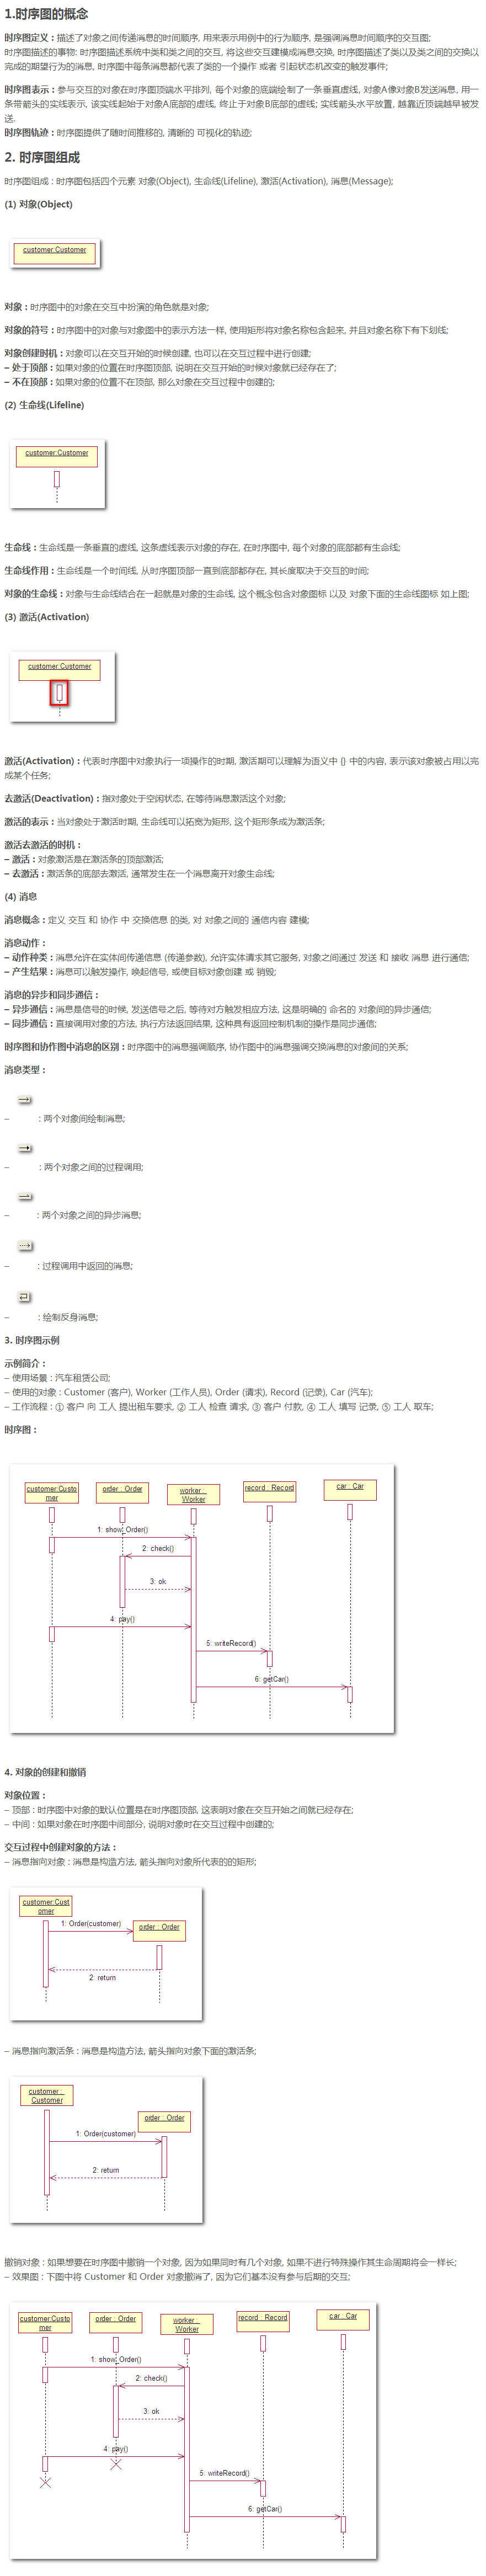 1.时序图的概念
时序图定义 : 描述了对象之间传递消息的时间顺序, 用来表示用例中的行为顺序, 是强调消息时间顺序的交互图;
时序图描述的事物: 时序图描述系统中类和类之间的交互, 将这些交互建模成消息交换, 时序图描述了类以及类之间的交换以
完成期望行为的消息, 时序图中每条消息都代表了类的一个操作 或者 引起状态机改变的触发事件;
时序图表示 : 参与交互的对象在时序图顶端水平排列, 每个对象的底端绘制了一条垂直虚线, 对象A像对象B发送消息, 用一
条带箭头的实线表示, 该实线起始于对象A底部的虚线, 终止于对象B底部的虚线; 实线箭头水平放置, 越靠近顶端越早被发
送.
时序图轨迹 : 时序图提供了随时间推移的, 清晰的 可视化的轨迹;
2. 时序图组成
时序图组成 : 时序图包括四个元素 对象(Object), 生命线(Lifeline), 激活(Activation), 消息(Message);
(1) 对象(Object)
customer:Customer
对象 : 时序图中的对象在交互中扮演的角色就是对象;
对象的符号 : 时序图中的对象与对象图中的表示方法一样, 使用矩形将对象名称包含起来, 并且对象名称下有下划线;
对象创建时机 : 对象可以在交互开始的时候创建, 也可以在交互过程中进行创建;
– 处于顶部 : 如果对象的位置在时序图顶部, 说明在交互开始的时候对象就已经存在了;
– 不在顶部 : 如果对象的位置不在顶部, 那么对象在交互过程中创建的;
(2) 生命线(Lifeline)
customer:Customer
生命线 : 生命线是一条垂直的虚线, 这条虚线表示对象的存在, 在时序图中, 每个对象的底部都有生命线;
生命线作用 : 生命线是一个时间线, 从时序图顶部一直到底部都存在, 其长度取决于交互的时间;
对象的生命线 : 对象与生命线结合在一起就是对象的生命线, 这个概念包含对象图标 以及 对象下面的生命线图标 如上图;
(3) 激活(Activation)
customer:Customer
激活(Activation) : 代表时序图中对象执行一项操作的时期, 激活期可以理解为语义中 {} 中的内容, 表示该对象被占用以完
成某个任务;
去激活(Deactivation) : 指对象处于空闲状态, 在等待消息激活这个对象;
激活的表示 : 当对象处于激活时期, 生命线可以拓宽为矩形, 这个矩形条成为激活条;
激活去激活的时机 :
– 激活 : 对象激活是在激活条的顶部激活;
– 去激活 : 激活条的底部去激活, 通常发生在一个消息离开对象生命线;
(4) 消息
消息概念 : 定义 交互 和 协作 中 交换信息 的类, 对 对象之间的 通信内容 建模;
消息动作 :
– 动作种类 : 消息允许在实体间传递信息 (传递参数), 允许实体请求其它服务, 对象之间通过 发送 和 接收 消息 进行通信;
– 产生结果 : 消息可以触发操作, 唤起信号, 或使目标对象创建 或 销毁;
消息的异步和同步通信 :
– 异步通信 : 消息是信号的时候, 发送信号之后, 等待对方触发相应方法, 这是明确的 命名的 对象间的异步通信;
– 同步通信 : 直接调用对象的方法, 执行方法返回结果, 这种具有返回控制机制的操作是同步通信;
时序图和协作图中消息的区别 : 时序图中的消息强调顺序, 协作图中的消息强调交换消息的对象间的关系;
消息类型 :
– : 两个对象间绘制消息;
– : 两个对象之间的过程调用;
– : 两个对象之间的异步消息;
– : 过程调用中返回的消息;
– : 绘制反身消息;
3. 时序图示例
示例简介 :
– 使用场景 : 汽车租赁公司;
– 使用的对象 : Customer (客户), Worker (工作人员), Order (请求), Record (记录), Car (汽车);
– 工作流程 : ① 客户 向 工人 提出租车要求, ② 工人 检查 请求, ③ 客户 付款, ④ 工人 填写 记录, ⑤ 工人 取车;
时序图 :
customer:Custo
mer
order : Order
worker :
Worker
record : Record
car : Car
1: show_Order()
2: check()
3: ok
4: pay()
5: writeRecord()
6: getCar()
4. 对象的创建和撤销
对象位置 :
– 顶部 : 时序图中对象的默认位置是在时序图顶部, 这表明对象在交互开始之间就已经存在;
– 中间 : 如果对象在时序图中间部分, 说明对象时在交互过程中创建的;
交互过程中创建对象的方法 :
– 消息指向对象 : 消息是构造方法, 箭头指向对象所代表的的矩形;
customer:Cust
omer
1: Order(customer)
order : Order
2: return
– 消息指向激活条 : 消息是构造方法, 箭头指向对象下面的激活条;
customer :
Customer
order : Order
1: Order(customer)
2: return
撤销对象 : 如果想要在时序图中撤销一个对象, 因为如果同时有几个对象, 如果不进行特殊操作其生命周期将会一样长;
– 效果图 : 下图中将 Customer 和 Order 对象撤消了, 因为它们基本没有参与后期的交互;
customer:Custo
mer
order : Order
worker :
Worker
record : Record
car : Car
1: show_Order()
2: check()
3: ok
4: pay()
5: writeRecord()
6: getCar()